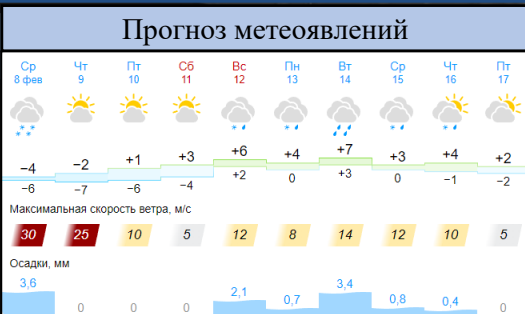 Прогноз метеоявлений
Ср Чт Пт Сб Вс Пн Вт Ср Чт Пт
8 фев 9 10 11 12 13 14 15 16 17
−4 −2 +1 +3 +6 +4 +7 +3 +4 +2
−6 −7 −6 −4 +2 0 +3 0 −1 −2
Максимальная скорость ветра, м/с
30 25 10 5 12 8 14 12 10 5
Осадки, мм
3,6 0 0 0 2,1 0,7 3,4 0,8 0,4 0